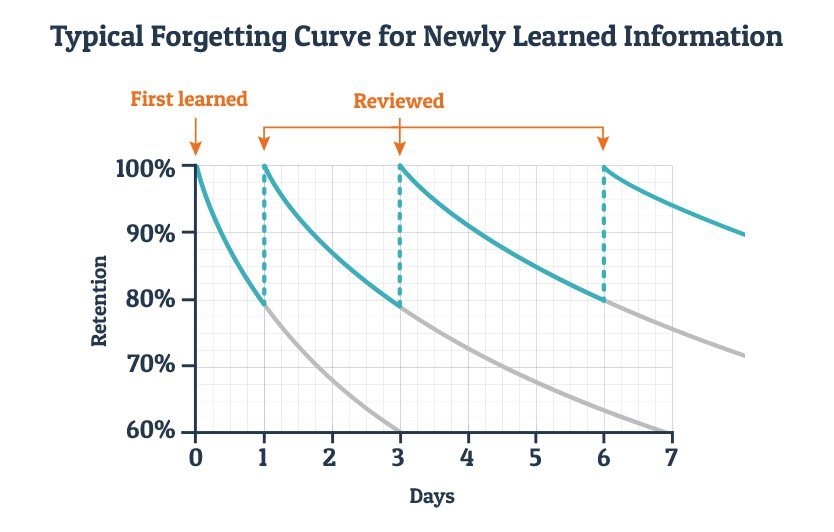 Typical Forgetting Curve for Newly Learned Information
First learned
Reviewed
100%
90%
80%
70%
60%
Retention
0 1 2 3 4 5 6 7
Days